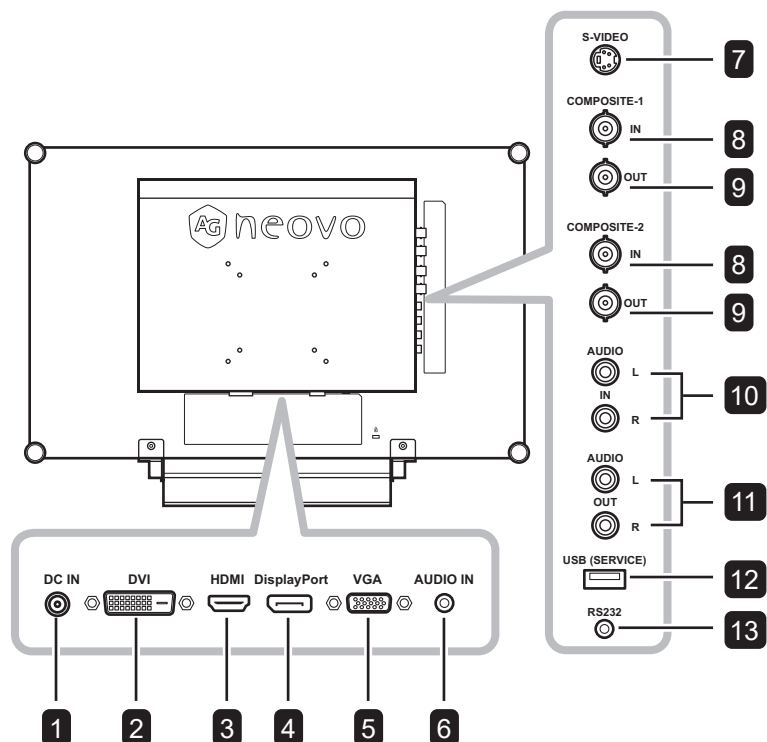 S-VIDEO
7
COMPOSITE-1
IN
8
OUT
9
COMPOSITE-2
IN
8
OUT
9
AUDIO
L
IN
10
R
AUDIO
L
OUT
11
R
USB (SERVICE)
12
RS232
13
AG neovo
DC IN DVI HDMI DisplayPort VGA AUDIO IN
1 2 3 4 5 6